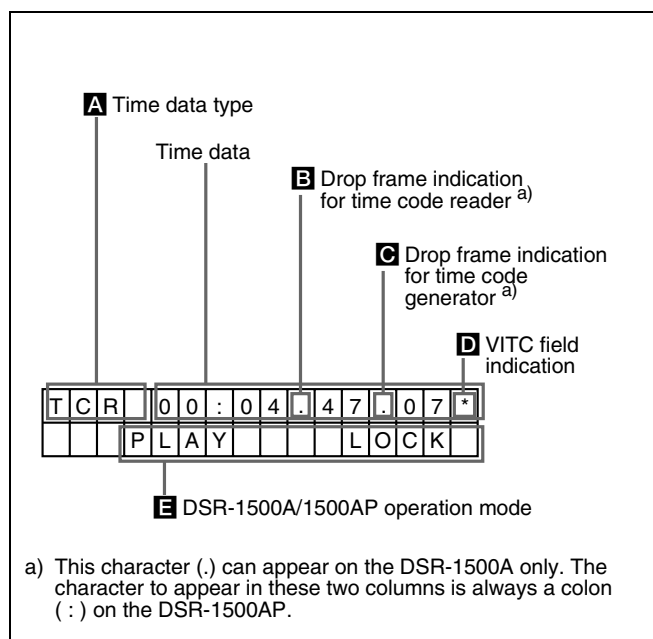 A Time data type
Time data
B Drop frame indication
for time code reader a)
C Drop frame indication
for time code
generator a)
D VITC field
indication
TCR 00:04.47.07*
PLAY LOCK
E DSR-1500A/1500AP operation mode
a) This character (.) can appear on the DSR-1500A only. The
character to appear in these two columns is always a colon
( : ) on the DSR-1500AP.